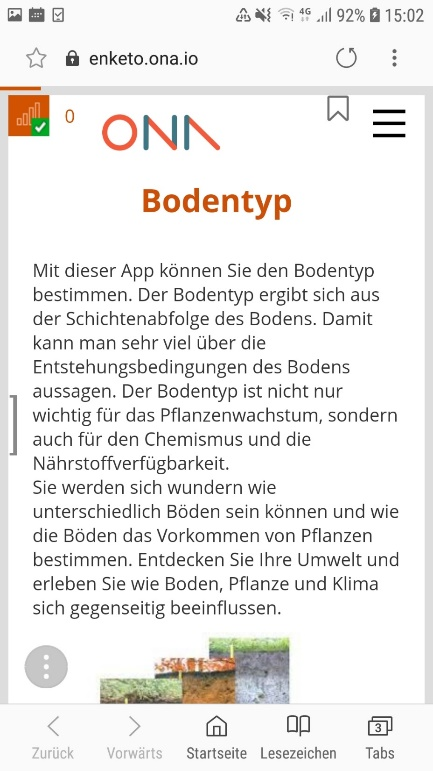 4G 92% 15:02
enketo.ona.io
0 ONA
Bodentyp
Mit dieser App können Sie den Bodentyp
bestimmen. Der Bodentyp ergibt sich aus
der Schichtenabfolge des Bodens. Damit
kann man sehr viel über die
Entstehungsbedingungen des Bodens
aussagen. Der Bodentyp ist nicht nur
wichtig für das Pflanzenwachstum, sondern
auch für den Chemismus und die
Nährstoffverfügbarkeit.
Sie werden sich wundern wie
unterschiedlich Böden sein können und wie
die Böden das Vorkommen von Pflanzen
bestimmen. Entdecken Sie Ihre Umwelt und
erleben Sie wie Boden, Pflanze und Klima
sich gegenseitig beeinflussen.
3
Zurück Vorwärts Startseite Lesezeichen Tabs